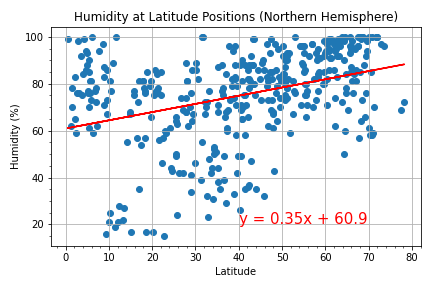 Humidity at Latitude Positions (Northern Hemisphere)
100
80
60
40
20
Humidity (%)
y = 0.35x + 60.9
0 10 20 30 40 50 60 70 80
Latitude